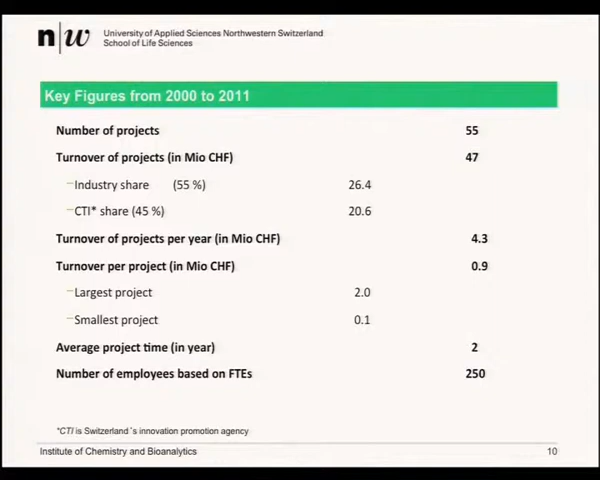 n|w University of Applied Sciences Northwestern Switzerland
School of Life Sciences
Key Figures from 2000 to 2011
Number of projects 55
Turnover of projects (in Mio CHF) 47
–Industry share (55 %) 26.4
–CTI* share (45 %) 20.6
Turnover of projects per year (in Mio CHF) 4.3
Turnover per project (in Mio CHF) 0.9
–Largest project 2.0
–Smallest project 0.1
Average project time (in year) 2
Number of employees based on FTEs 250
*CTI is Switzerland´s innovation promotion agency
Institute of Chemistry and Bioanalytics 10